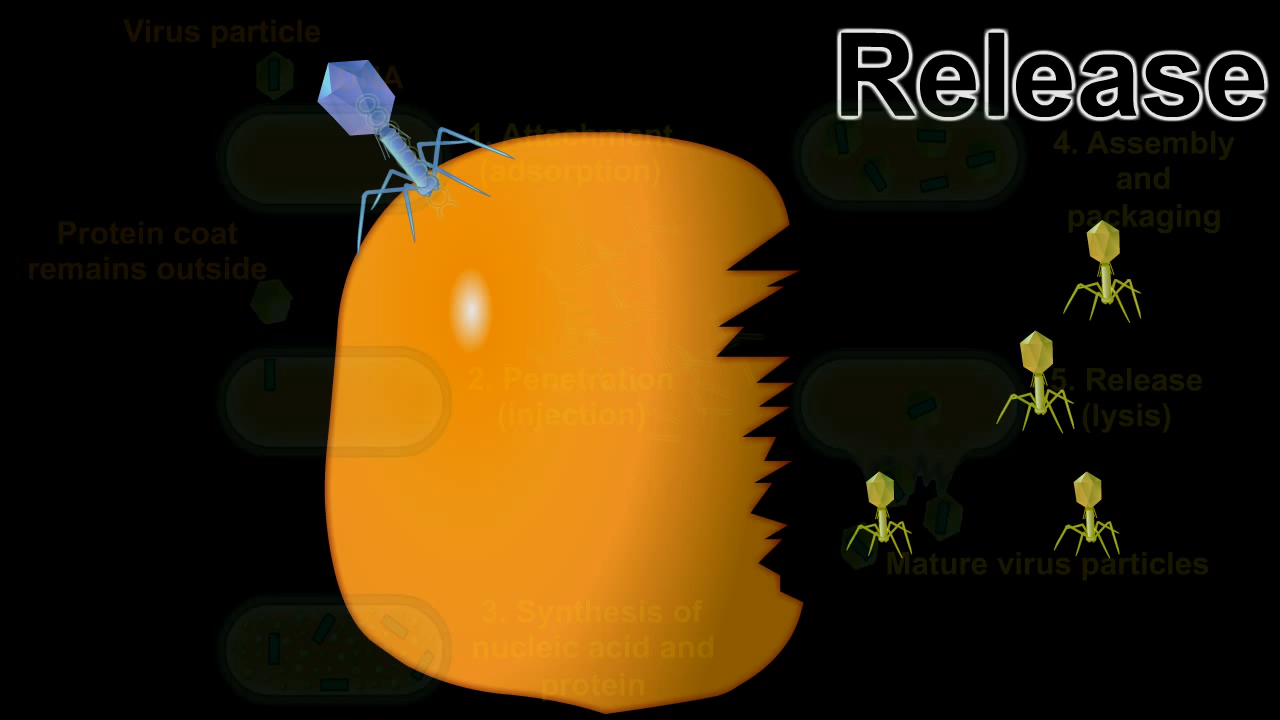 Release
Virus particle
1. Attachment
(adsorption)
4. Assembly
and
packaging
Protein coat
remains outside
2. Penetration
(injection)
5. Release
(lysis)
Mature virus particles
3. Synthesis of
nucleic acid and
protein